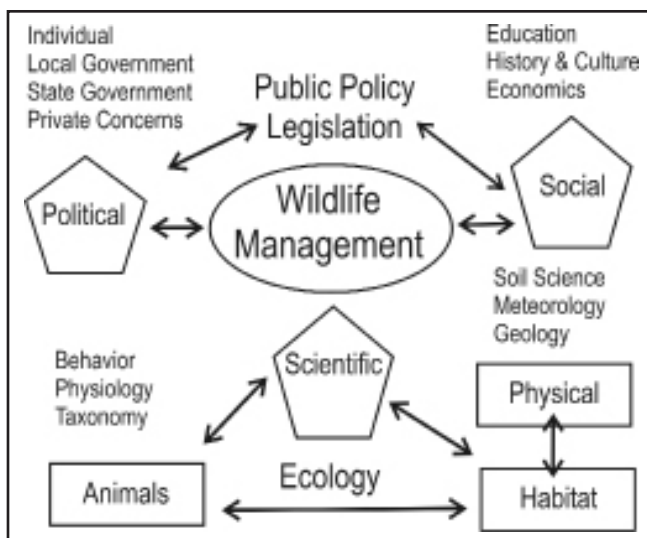 Individual
Local Government
State Government
Private Concerns
Public Policy
Legislation
Education
History & Culture
Economics
Political
Wildlife
Management
Social
Soil Science
Meteorology
Geology
Behavior
Physiology
Taxonomy
Scientific
Physical
Animals
Ecology
Habitat